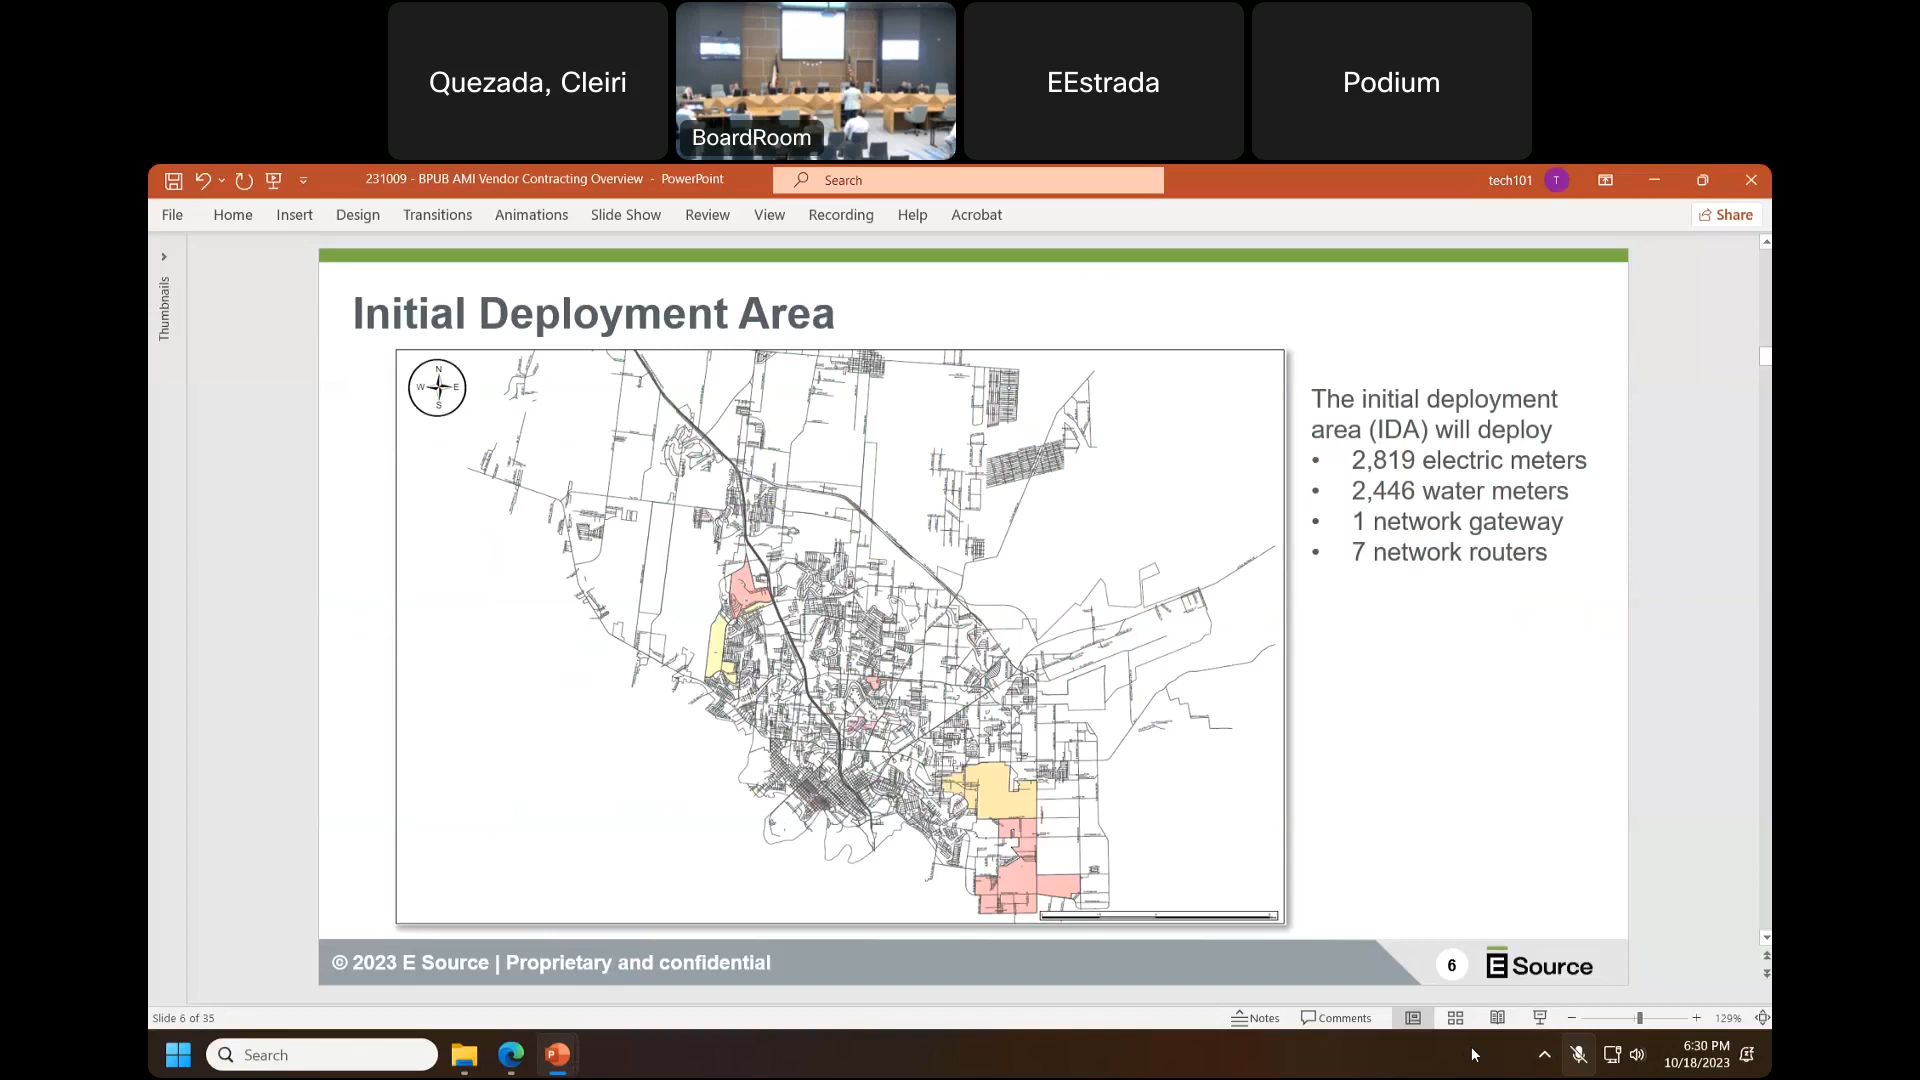 Quezada, Cleiri
BoardRoom
EEstrada
Podium
231009 - BPUB AMI Vendor Contracting Overview - PowerPoint
Search
tech101
T
File
Home
Insert
Design
Transitions
Animations
Slide Show
Review
View
Recording
Help
Acrobat
Share
Thumbnails
Initial Deployment Area
N
W E
S
The initial deployment
area (IDA) will deploy
• 2,819 electric meters
• 2,446 water meters
• 1 network gateway
• 7 network routers
© 2023 E Source | Proprietary and confidential
6
E Source
Slide 6 of 35
Notes
Comments
129%
Search
6:30 PM
10/18/2023